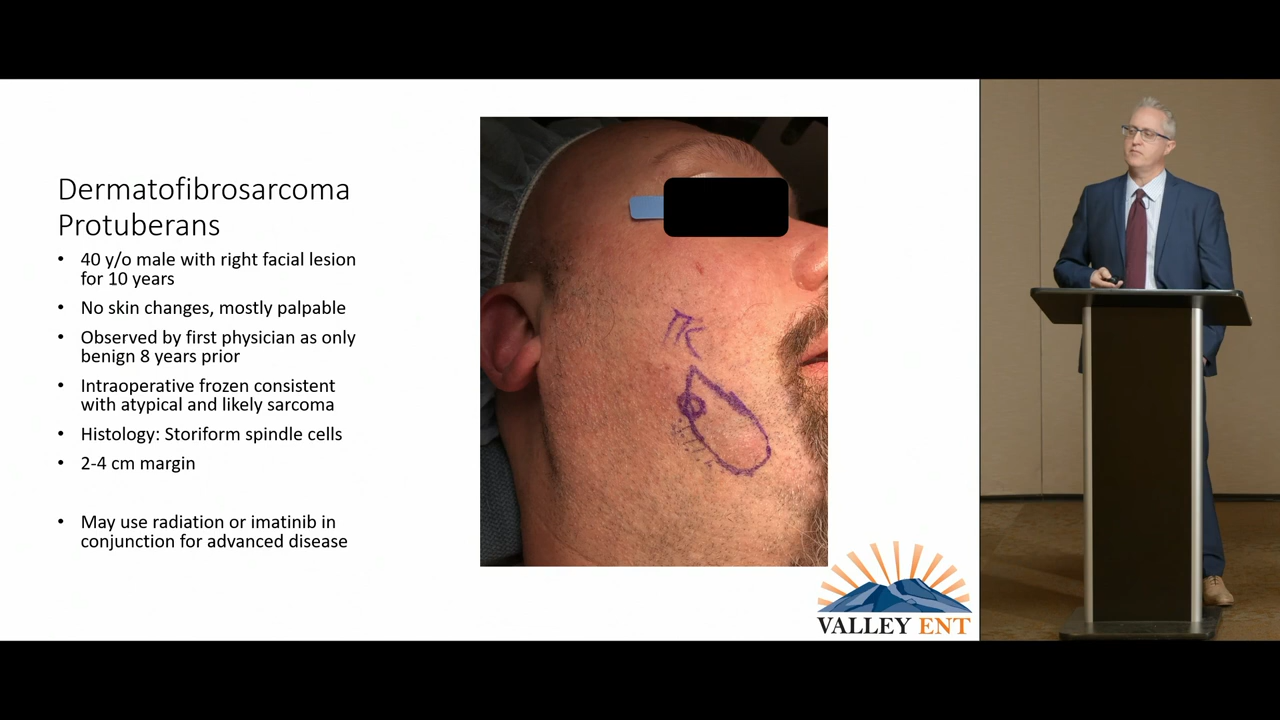 Dermatofibrosarcoma
Protuberans
• 40 y/o male with right facial lesion
for 10 years
• No skin changes, mostly palpable
• Observed by first physician as only
benign 8 years prior
• Intraoperative frozen consistent
with atypical and likely sarcoma
• Histology: Storiform spindle cells
• 2-4 cm margin
• May use radiation or imatinib in
conjunction for advanced disease
VALLEY ENT